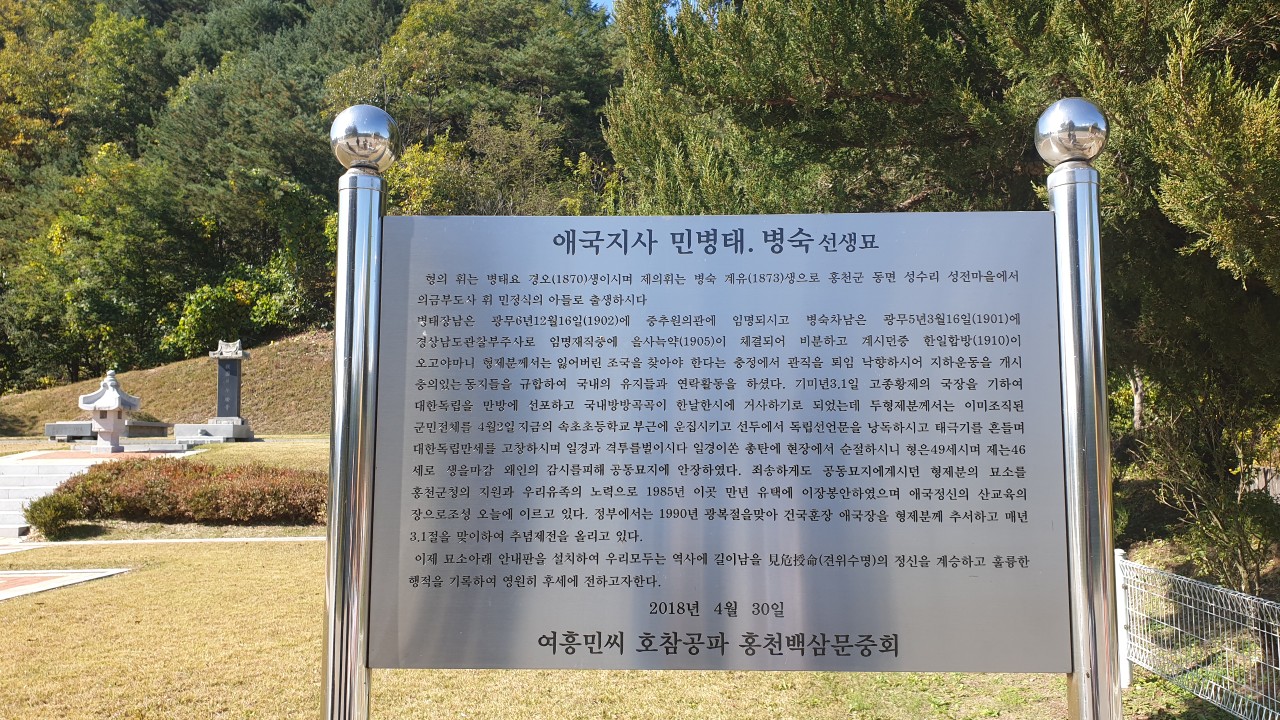 애국지사 민병태. 병숙 선생묘
형의 휘는 병태요 경오(1870)생이시며 제의휘는 병숙 계유(1873)생으로 홍천군 동면 성수리 성전마을에서
의금부도사 휘 민정식의 아들로 출생하시다
병태장남은 광무6년12월16일(1902)에 중추원의관에 임명되시고 병숙차남은 광무5년3월16일(1901)에
경상남도관찰부주사로 임명재직중에 을사늑약(1905)이 체결되어 비분하고 계시던중 한일합방(1910)이
오고야마니 형제분께서는 잃어버린 조국을 찾아야 한다는 충정에서 관직을 퇴임 낙향하시어 지하운동을 개시
충의있는동지들을 규합하여 국내의 유지들과 연락활동을 하셨다. 기미년3,1일 고종황제의 국장을 기하여
대한독립을 만방에 선포하고 국내방방곡곡이 한날한시에 거사하기로 되었는데 두형제분께서는 이미조직된
군민전체를 4월2일 지금의 속초초등학교 부근에 운집시키고 선두에서 독립선언문을 낭독하시고 태극기를 흔들며
대한독립만세를 고창하시며 일경과 격투를벌이시다 일경이쏜 총탄에 현장에서 순절하시니 형은49세시며 제는46
세로 생을마감 왜인의 감시를피해 공동묘지에 안장하였다. 죄송하게도 공동묘지에계시던 형제분의 묘소를
홍천군청의 지원과 우리유족의 노력으로 1985년 이곳 만년 유택에 이장봉안하였으며 애국정신의 산교육의
장으로조성 오늘에 이르고 있다. 정부에서는 1990년 광복절을맞아 건국훈장 애국장을 형제분께 추서하고 매년
3.1절을 맞이하여 추념제전을 올리고 있다.
이제 묘소아래 안내판을 설치하여 우리모두는 역사에 길이남을 見危授命(견위수명)의 정신을 계승하고 훌륭한
행적을 기록하여 영원히 후세에 전하고자한다.
2018년 4월 30일
여흥민씨 호참공파 홍천백삼문중회